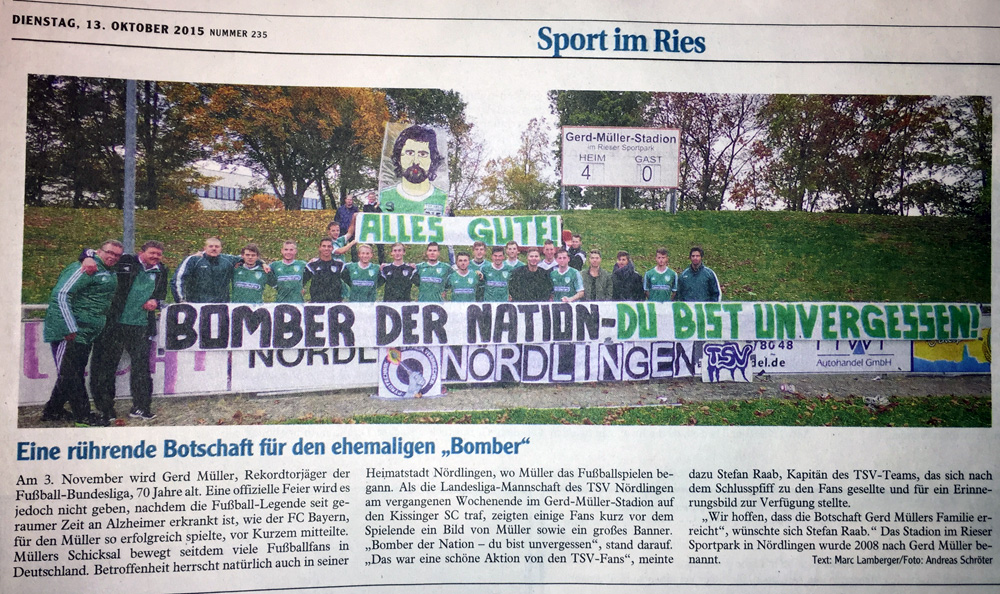 DIENSTAG, 13. OKTOBER 2015 NUMMER 235
Sport im Ries
Gerd-Müller-Stadion
im Rieser Sportpark
HEIM GAST
4 0
ALLES GUTE!
BOMBER DER NATION-DU BIST UNVERGESSEN!
NÖRDL
NÖRDLINGEN
TSV
78048
del.de
Autohandel GmbH
Eine rührende Botschaft für den ehemaligen „Bomber“
Am 3. November wird Gerd Müller, Rekordtorjäger der
Fußball-Bundesliga, 70 Jahre alt. Eine offizielle Feier wird es
jedoch nicht geben, nachdem die Fußball-Legende seit ge-
raumer Zeit an Alzheimer erkrankt ist, wie der FC Bayern,
für den Müller so erfolgreich spielte, vor Kurzem mitteilte.
Müllers Schicksal bewegt seitdem viele Fußballfans in
Deutschland. Betroffenheit herrscht natürlich auch in seiner
Heimatstadt Nördlingen, wo Müller das Fußballspielen be-
gann. Als die Landesliga-Mannschaft des TSV Nördlingen
am vergangenen Wochenende im Gerd-Müller-Stadion auf
den Kissinger SC traf, zeigten einige Fans kurz vor dem
Spielende ein Bild von Müller sowie ein großes Banner.
„Bomber der Nation – du bist unvergessen“, stand darauf.
„Das war eine schöne Aktion von den TSV-Fans“, meinte
dazu Stefan Raab, Kapitän des TSV-Teams, das sich nach
dem Schlusspfiff zu den Fans gesellte und für ein Erinne-
rungsbild zur Verfügung stellte.
„Wir hoffen, dass die Botschaft Gerd Müllers Familie er-
reicht“, wünschte sich Stefan Raab.“ Das Stadion im Rieser
Sportpark in Nördlingen wurde 2008 nach Gerd Müller be-
nannt.
Text: Marc Lamberger/Foto: Andreas Schröter